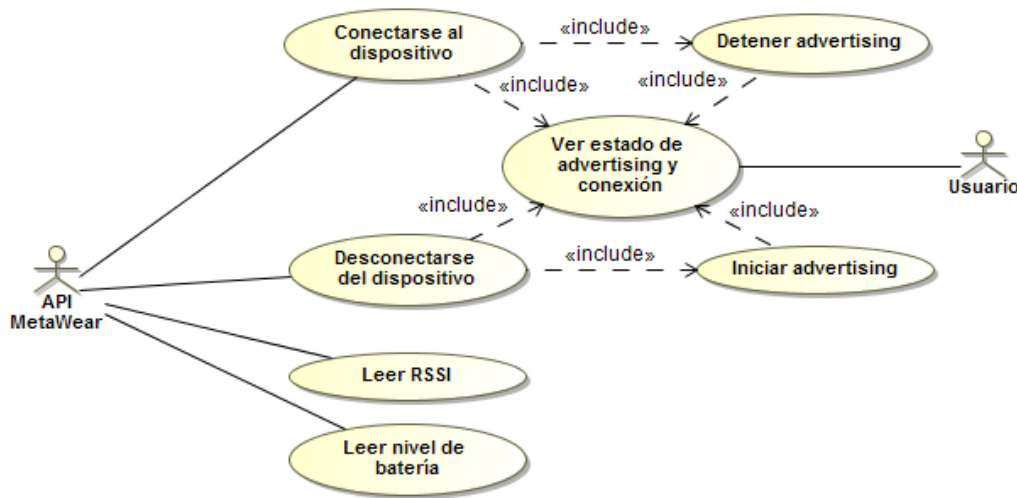 Conectarse al
dispositivo
«include»
Detener advertising
«include»
«include»
Ver estado de
advertising y
conexión
Usuario
«include»
«include»
Desconectarse
del dispositivo
«include»
Iniciar advertising
API
MetaWear
Leer RSSI
Leer nivel de
batería